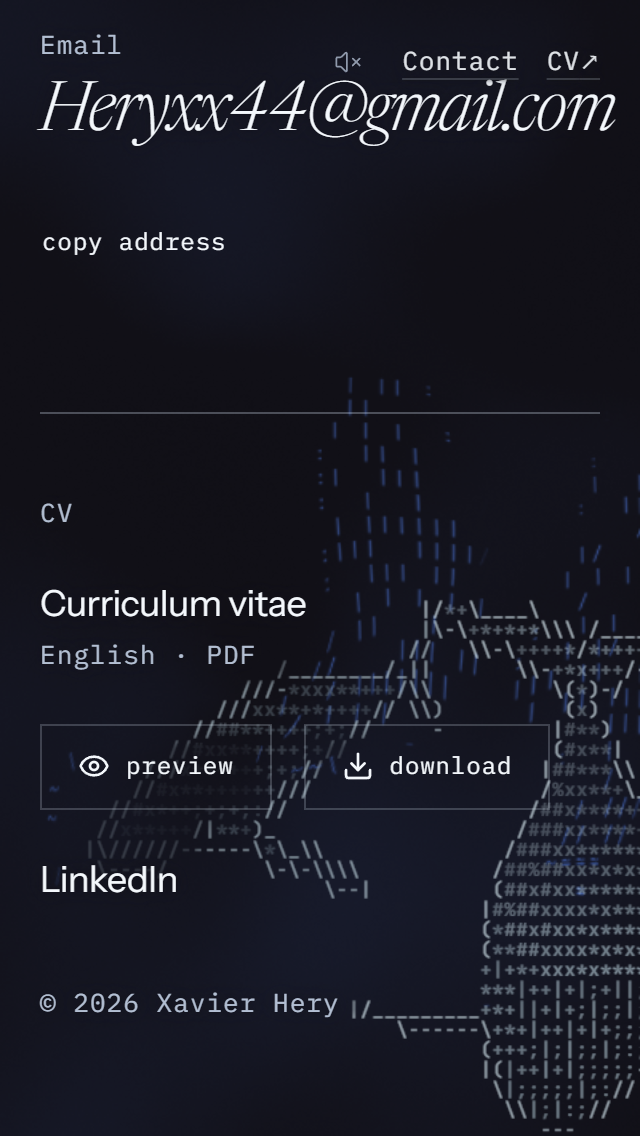 Email
Contact CV↗
Heryxx44@gmail.com
copy address
CV
Curriculum vitae
English · PDF
preview
download
LinkedIn
© 2026 Xavier Hery